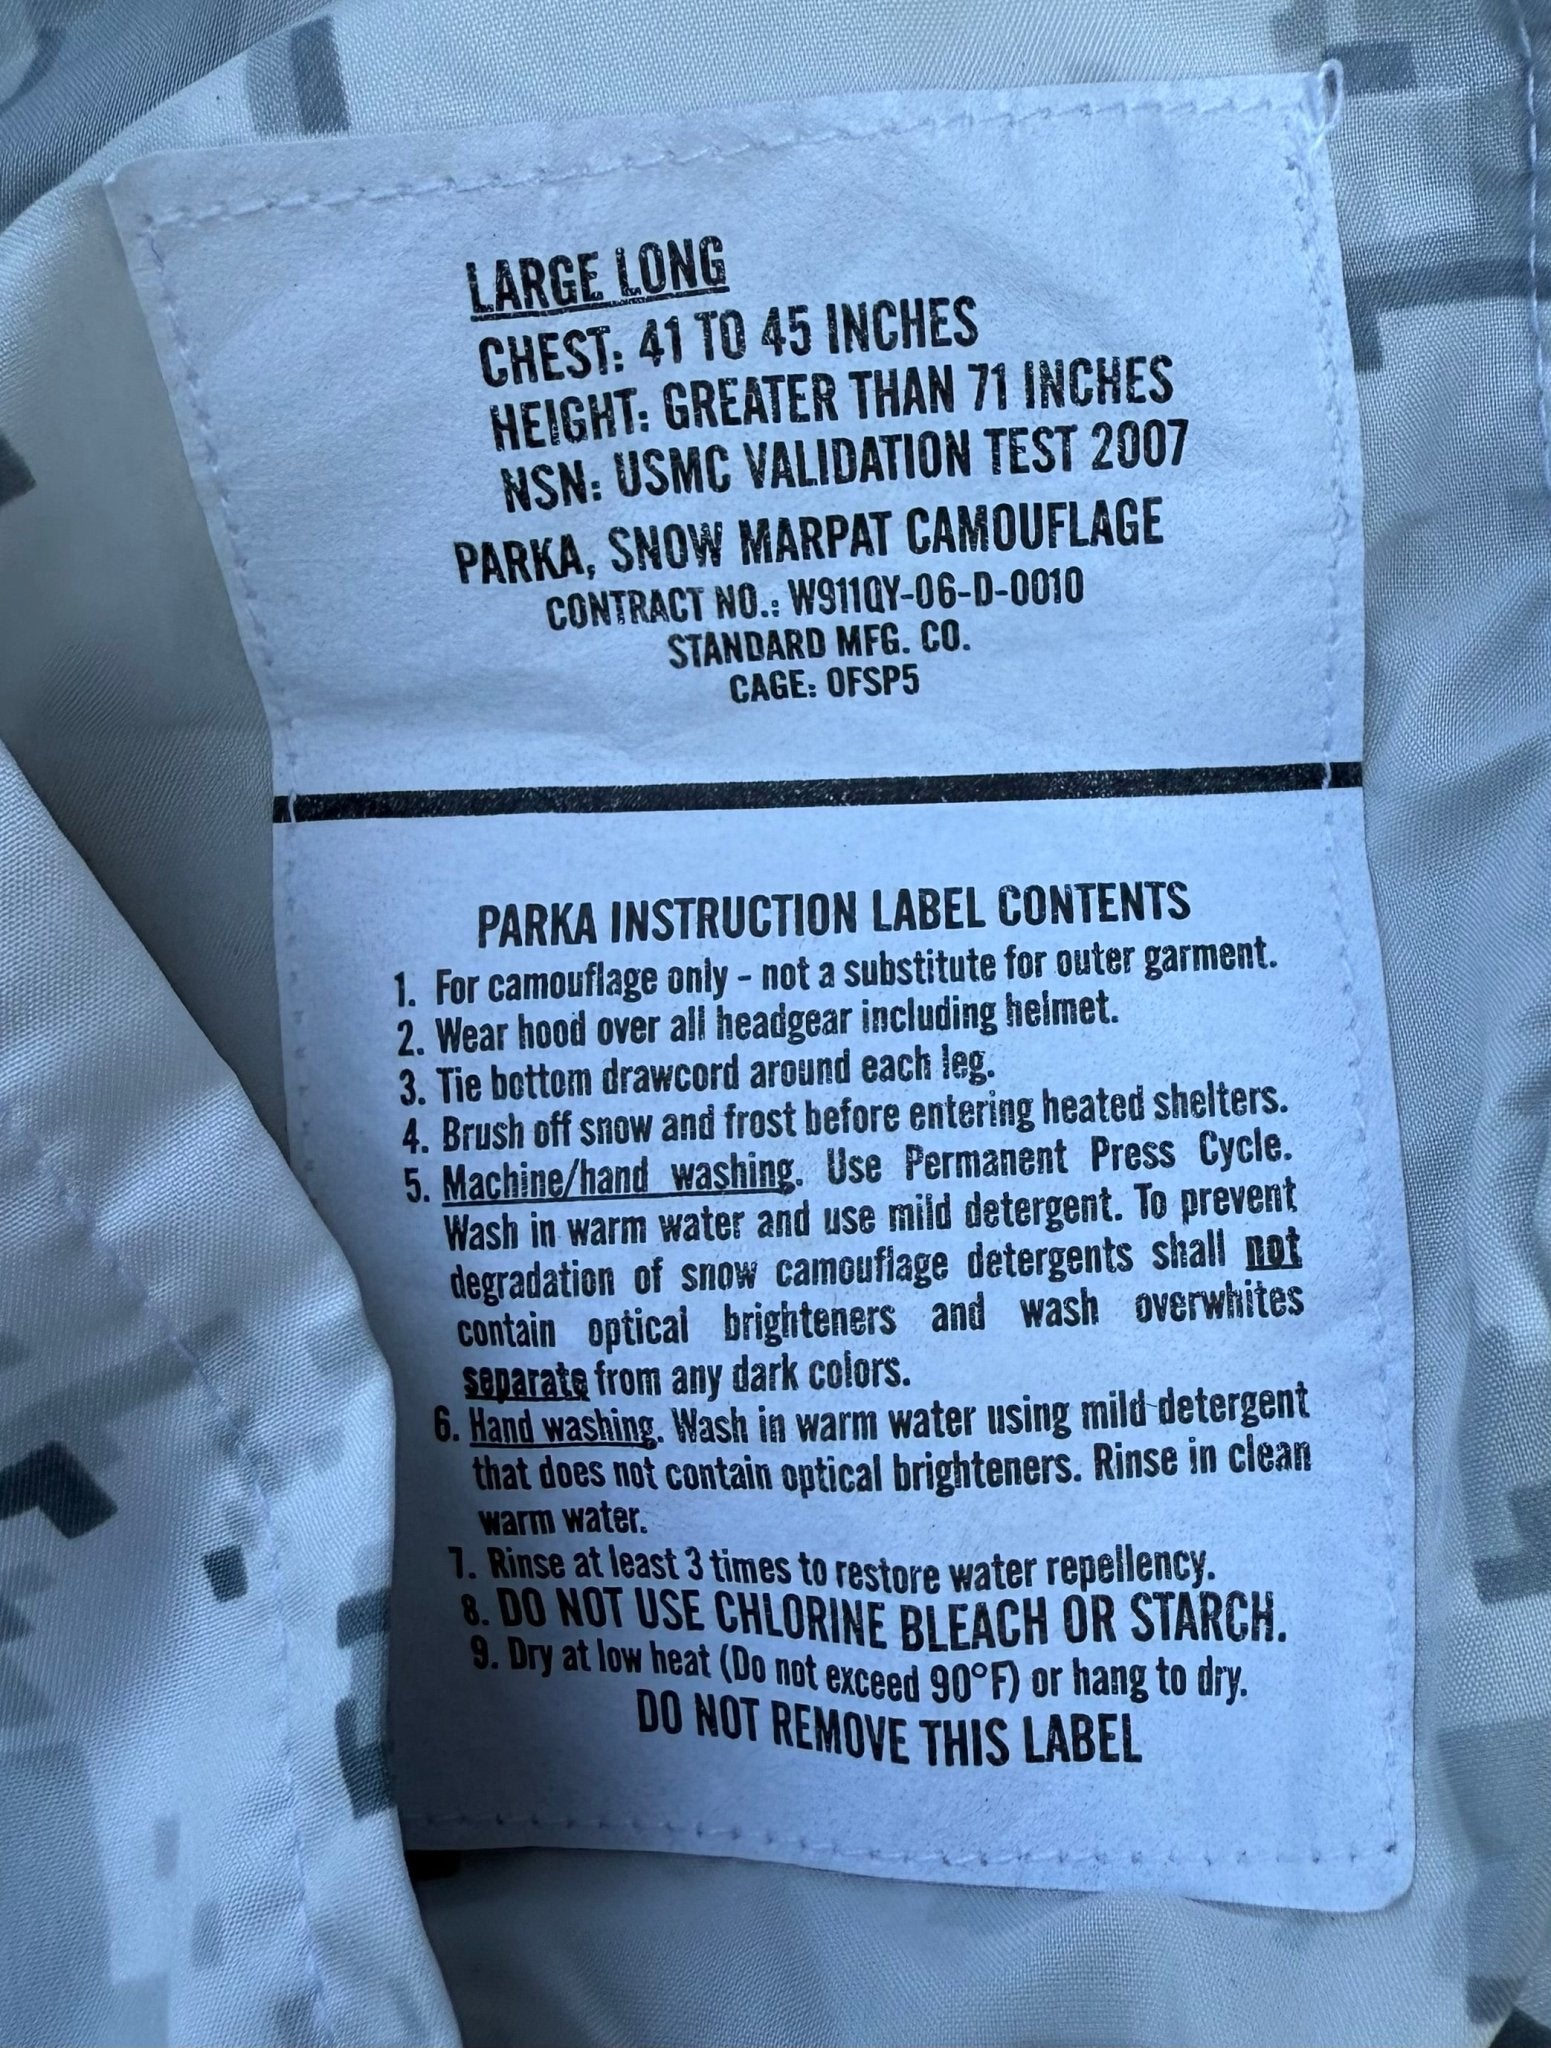 LARGE LONG
CHEST: 41 TO 45 INCHES
HEIGHT: GREATER THAN 71 INCHES
NSN: USMC VALIDATION TEST 2007
PARKA, SNOW MARPAT CAMOUFLAGE
CONTRACT NO.: W911QY-06-D-0010
STANDARD MFG. CO.
CAGE: OFSP5
PARKA INSTRUCTION LABEL CONTENTS
1. For camouflage only - not a substitute for outer garment.
2. Wear hood over all headgear including helmet.
3. Tie bottom drawcord around each leg.
4. Brush off snow and frost before entering heated shelters.
5. Machine/hand washing. Use Permanent Press Cycle.
Wash in warm water and use mild detergent. To prevent
degradation of snow camouflage detergents shall not
contain optical brighteners and wash overwhites
separate from any dark colors.
6. Hand washing. Wash in warm water using mild detergent
that does not contain optical brighteners. Rinse in clean
warm water.
7. Rinse at least 3 times to restore water repellency.
8. DO NOT USE CHLORINE BLEACH OR STARCH.
9. Dry at low heat (Do not exceed 90°F) or hang to dry.
DO NOT REMOVE THIS LABEL